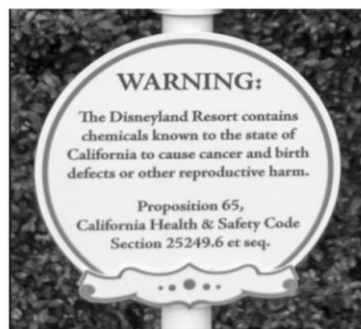 WARNING:
The Disneyland Resort contains
chemicals known to the state of
California to cause cancer and birth
defects or other reproductive harm.
Proposition 65,
California Health & Safety Code
Section 25249.6 et seq.